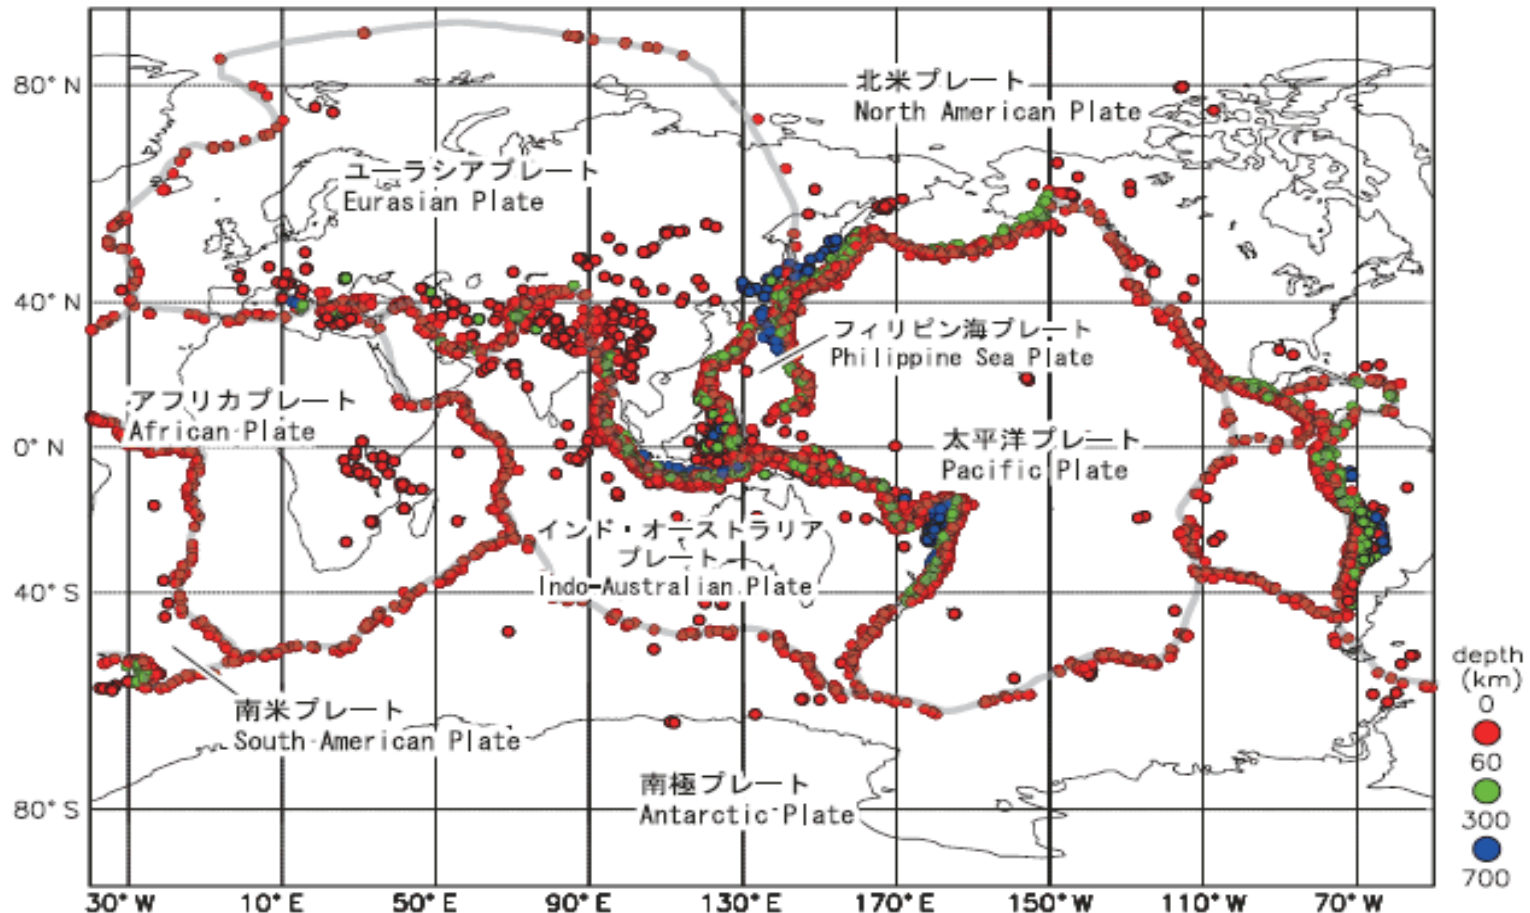 80° N
40° N
0° N
40° S
80° S
北米プレート
North American Plate
ユーラシアプレート
Eurasian Plate
フィリピン海プレート
Philippine Sea Plate
アフリカプレート
African Plate
太平洋プレート
Pacific Plate
インド・オーストラリア
プレート
Indo-Australian Plate
南米プレート
South American Plate
南極プレート
Antarctic Plate
depth
(km)
0
60
300
700
30°W 10°E 50°E 90°E 130°E 170°E 150°W 110°W 70°W